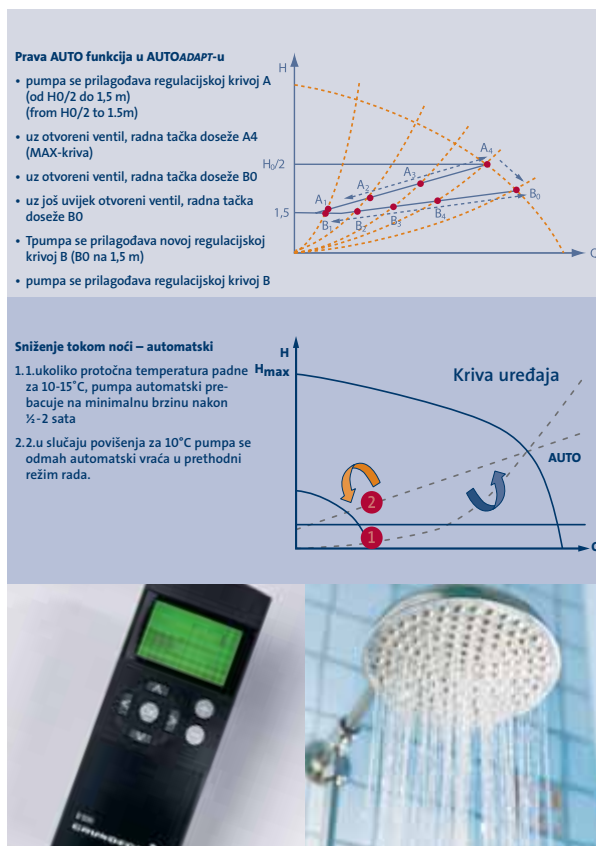 Prava AUTO funkcija u AUTOADAPT-u
• pumpa se prilagođava regulacijskoj krivoj A
(od H0/2 do 1,5 m)
(from H0/2 to 1.5m)
• uz otvoreni ventil, radna tačka doseže A4
(MAX-kriva)
• uz otvoreni ventil, radna tačka doseže B0
• uz još uvijek otvoreni ventil, radna tačka
doseže B0
• Tpumpa se prilagođava novoj regulacijskoj
krivoj B (B0 na 1,5 m)
• pumpa se prilagođava regulacijskoj krivoj B
H
H0/2
1,5
A1
A2
A3
A4
B1
B2
B3
B4
B0
Q
Sniženje tokom noći – automatski
1.1.ukoliko protočna temperatura padne
za 10-15˚C, pumpa automatski pre-
bacuje na minimalnu brzinu nakon
½-2 sata
2.2.u slučaju povišenja za 10°C pumpa se
odmah automatski vraća u prethodni
režim rada.
H
Hmax
Kriva uređaja
AUTO
2
1
Q